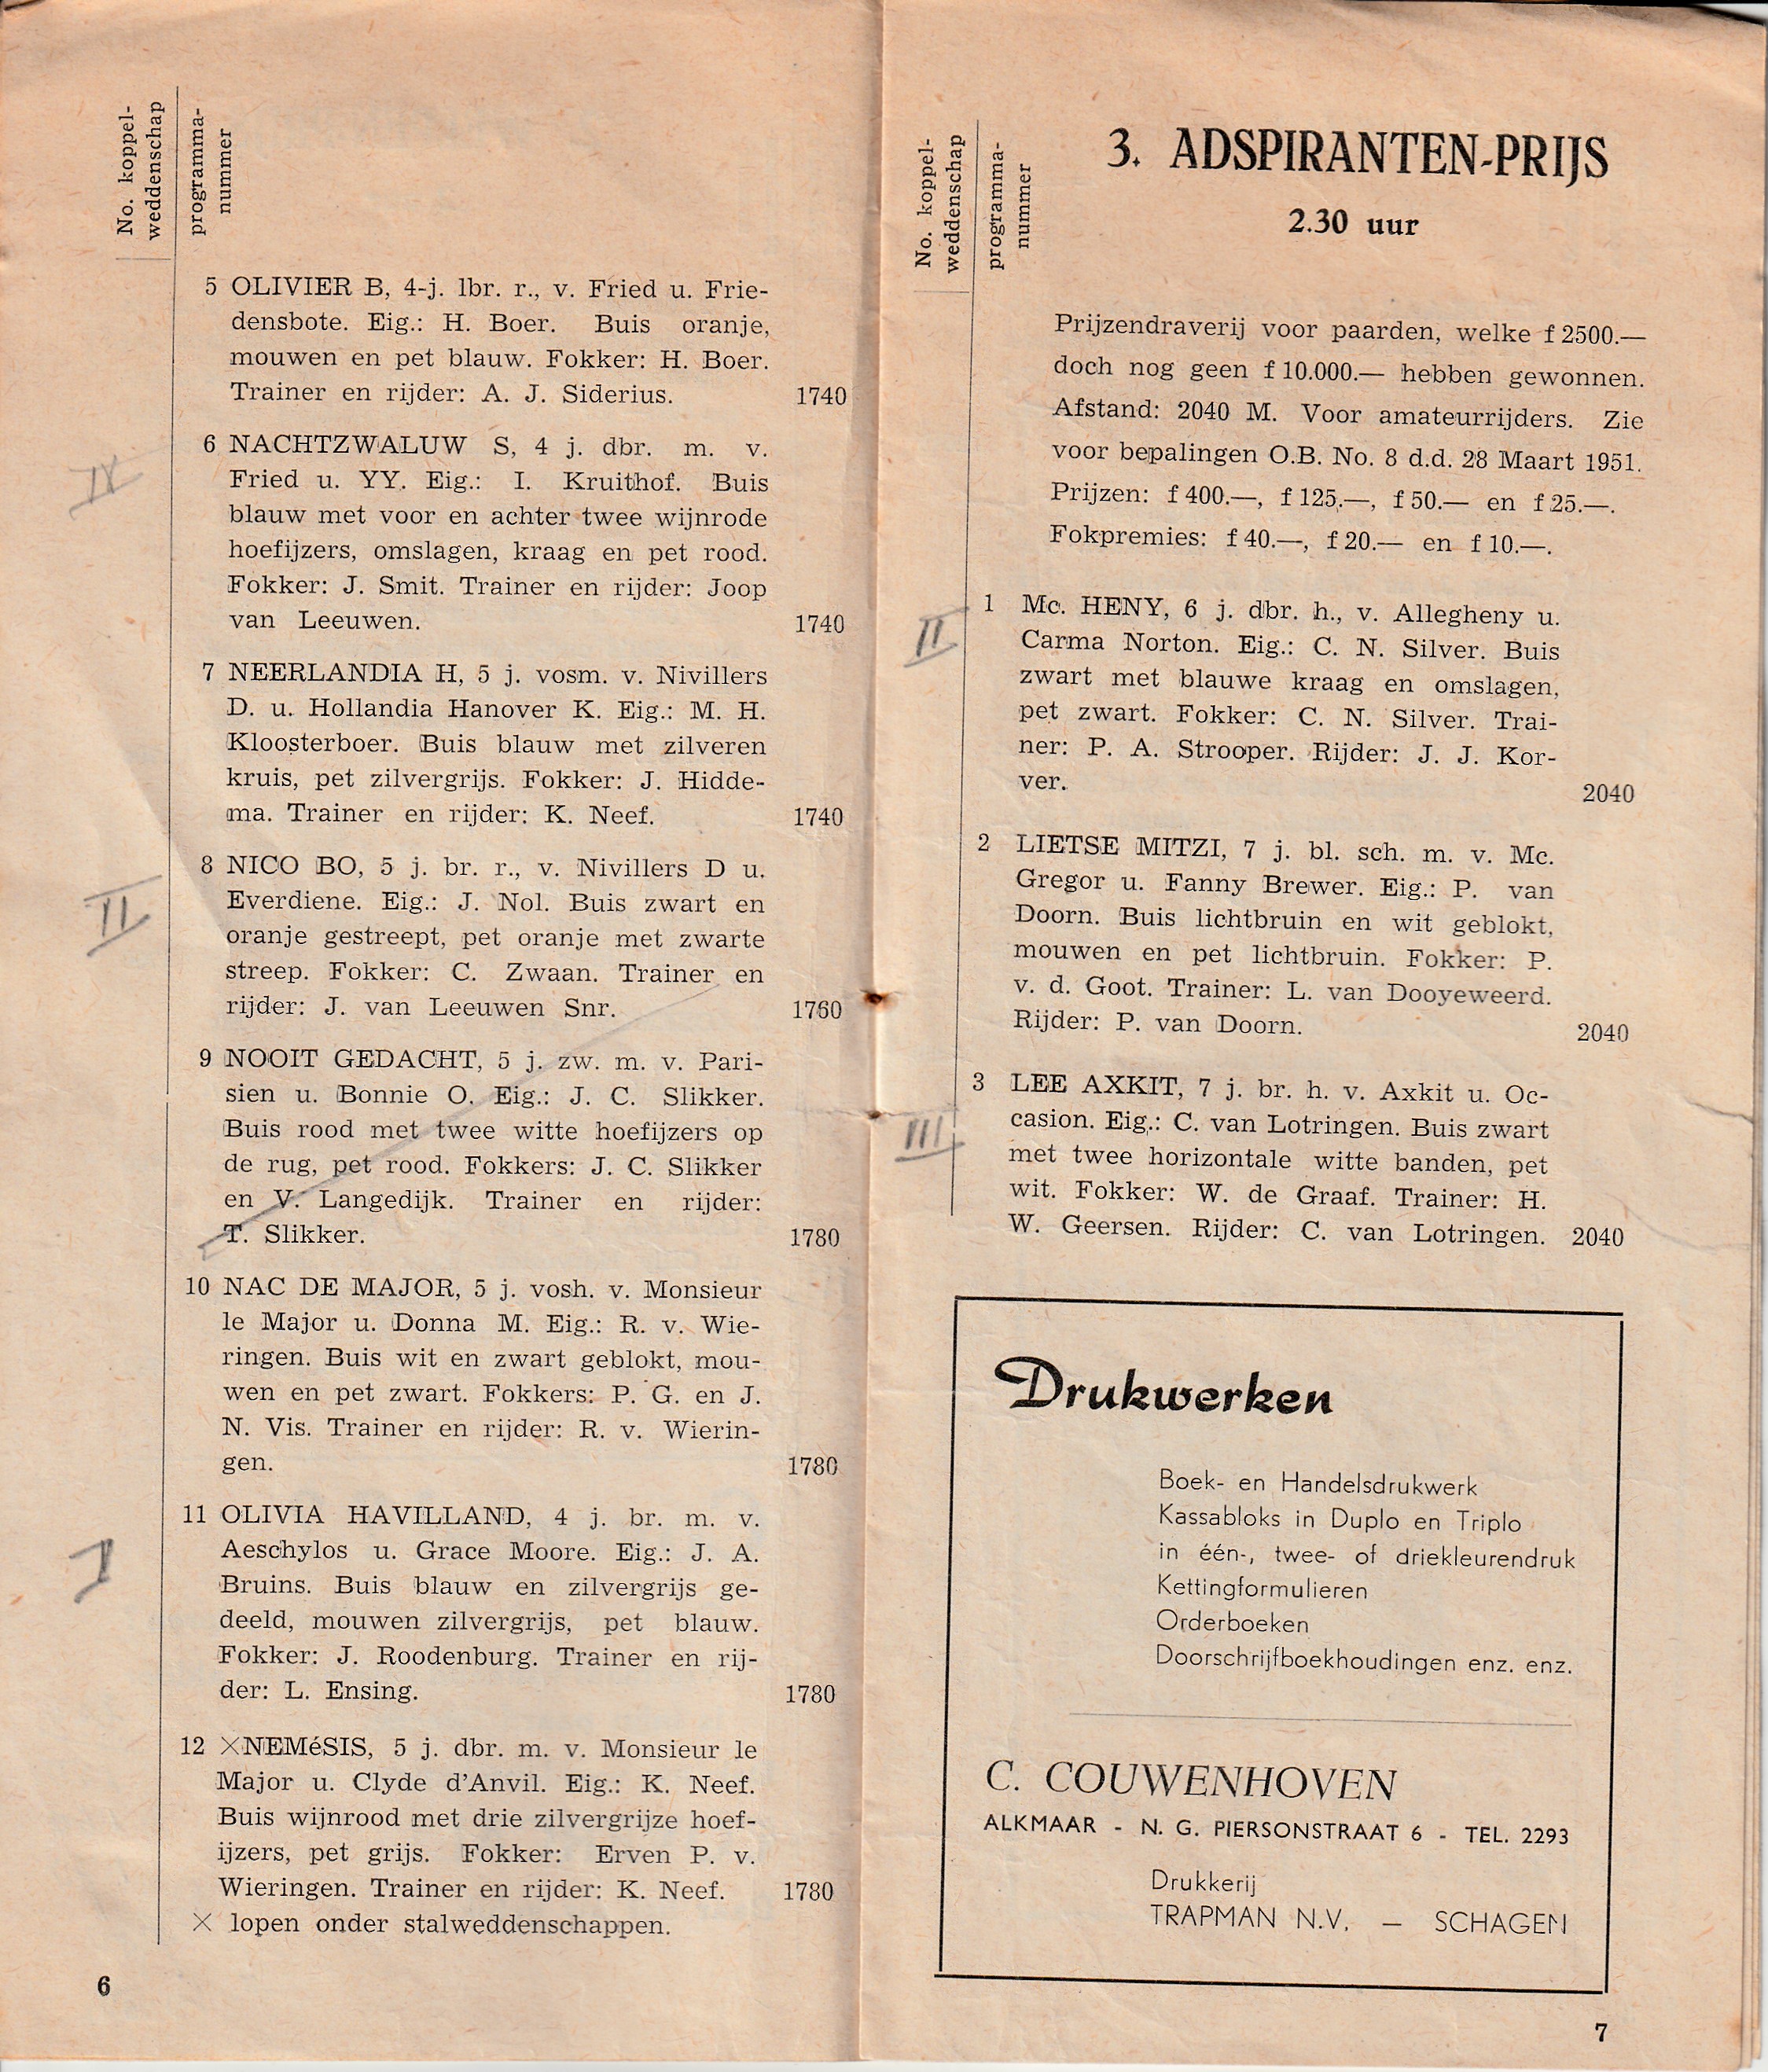 No. koppel-
weddenschap
programma-
nummer
5 OLIVIER B, 4-j. lbr. r., v. Fried u. Frie-
densbote. Eig.: H. Boer. Buis oranje,
mouwen en pet blauw. Fokker: H. Boer.
Trainer en rijder: A. J. Siderius. 1740
6 NACHTZWALUW S, 4 j. dbr. m. v.
IV
Fried u. YY. Eig.: I. Kruithof. Buis
blauw met voor en achter twee wijnrode
hoefijzers, omslagen, kraag en pet rood.
Fokker: J. Smit. Trainer en rijder: Joop
van Leeuwen. 1740
7 NEERLANDIA H, 5 j. vosm. v. Nivillers
D. u. Hollandia Hanover K. Eig.: M. H.
Kloosterboer. Buis blauw met zilveren
kruis, pet zilvergrijs. Fokker: J. Hidde-
ma. Trainer en rijder: K. Neef. 1740
8 NICO BO, 5 j. br. r., v. Nivillers D u.
II
Everdiene. Eig.: J. Nol. Buis zwart en
oranje gestreept, pet oranje met zwarte
streep. Fokker: C. Zwaan. Trainer en
rijder: J. van Leeuwen Snr. 1760
9 NOOIT GEDACHT, 5 j. zw. m. v. Pari-
sien u. Bonnie O. Eig.: J. C. Slikker.
Buis rood met twee witte hoefijzers op
de rug, pet rood. Fokkers: J. C. Slikker
en V. Langedijk. Trainer en rijder:
T. Slikker. 1780
10 NAC DE MAJOR, 5 j. vosh. v. Monsieur
le Major u. Donna M. Eig.: R. v. Wie-
ringen. Buis wit en zwart geblokt, mou-
wen en pet zwart. Fokkers: P. G. en J.
N. Vis. Trainer en rijder: R. v. Wierin-
gen. 1780
11 OLIVIA HAVILLAND, 4 j. br. m. v.
I
Aeschylos u. Grace Moore. Eig.: J. A.
Bruins. Buis blauw en zilvergrijs ge-
deeld, mouwen zilvergrijs, pet blauw.
Fokker: J. Roodenburg. Trainer en rij-
der: L. Ensing. 1780
12 ×NEMéSIS, 5 j. dbr. m. v. Monsieur le
Major u. Clyde d'Anvil. Eig.: K. Neef.
Buis wijnrood met drie zilvergrijze hoef-
ijzers, pet grijs. Fokker: Erven P. v.
Wieringen. Trainer en rijder: K. Neef. 1780
× lopen onder stalweddenschappen.
6
No. koppel-
weddenschap
programma-
nummer
3. ADSPIRANTEN-PRIJS
2.30 uur
Prijzendraverij voor paarden, welke f 2500.—
doch nog geen f 10.000.— hebben gewonnen.
Afstand: 2040 M. Voor amateurrijders. Zie
voor bepalingen O.B. No. 8 d.d. 28 Maart 1951.
Prijzen: f 400.—, f 125.—, f 50.— en f 25.—.
Fokpremies: f 40.—, f 20.— en f 10.—.
1 Mc. HENY, 6 j. dbr. h., v. Allegheny u.
II
Carma Norton. Eig.: C. N. Silver. Buis
zwart met blauwe kraag en omslagen,
pet zwart. Fokker: C. N. Silver. Trai-
ner: P. A. Strooper. Rijder: J. J. Kor-
ver. 2040
2 LIETSE MITZI, 7 j. bl. sch. m. v. Mc.
Gregor u. Fanny Brewer. Eig.: P. van
Doorn. Buis lichtbruin en wit geblokt,
mouwen en pet lichtbruin. Fokker: P.
v. d. Goot. Trainer: L. van Dooyeweerd.
Rijder: P. van Doorn. 2040
3 LEE AXKIT, 7 j. br. h. v. Axkit u. Oc-
III
casion. Eig.: C. van Lotringen. Buis zwart
met twee horizontale witte banden, pet
wit. Fokker: W. de Graaf. Trainer: H.
W. Geersen. Rijder: C. van Lotringen. 2040
Drukwerken
Boek- en Handelsdrukwerk
Kassabloks in Duplo en Triplo
in één-, twee- of driekleurendruk
Kettingformulieren
Orderboeken
Doorschrijfboekhoudingen enz. enz.
C. COUWENHOVEN
ALKMAAR - N. G. PIERSONSTRAAT 6 - TEL. 2293
Drukkerij
TRAPMAN N.V. — SCHAGEN
7